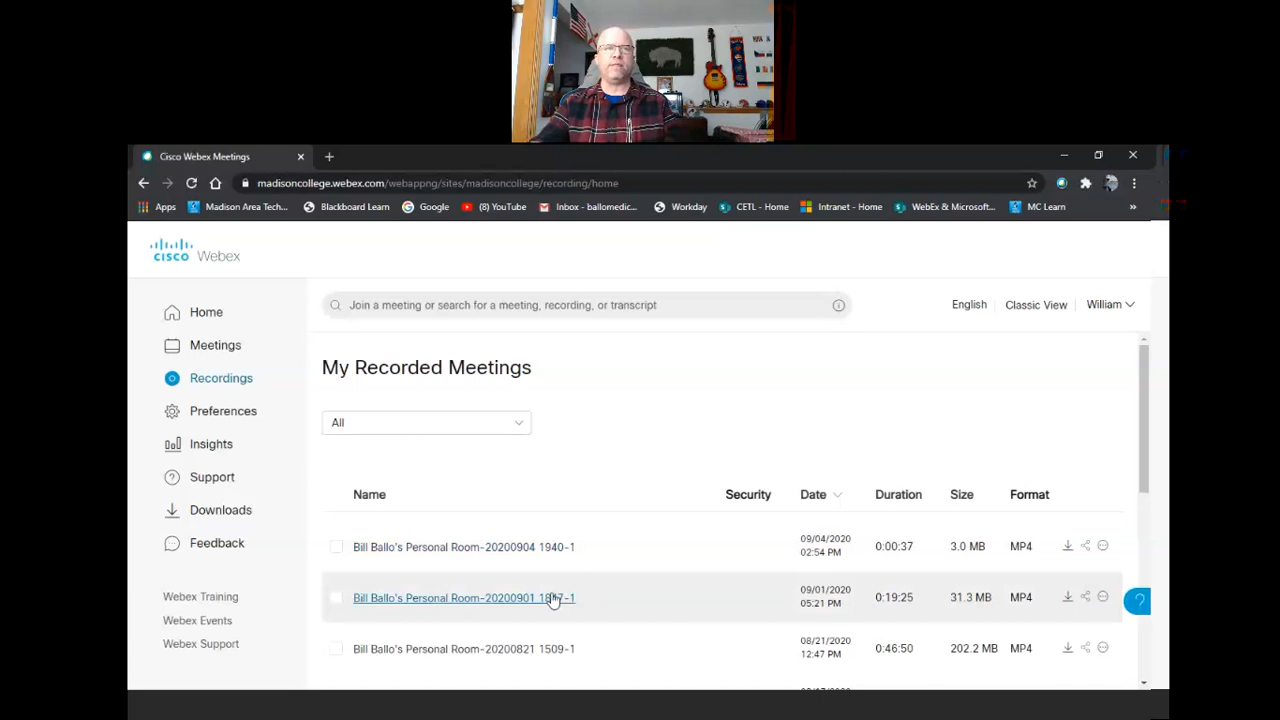 Cisco Webex Meetings
madisoncollege.webex.com/webappng/sites/madisoncollege/recording/home
Apps Madison Area Tech... Blackboard Learn Google (8) YouTube Inbox - ballomedic... Workday CETL - Home Intranet - Home WebEx & Microsoft... MC Learn »
cisco Webex
Join a meeting or search for a meeting, recording, or transcript
English Classic View William
Home
Meetings
Recordings
Preferences
Insights
Support
Downloads
Feedback
Webex Training
Webex Events
Webex Support
My Recorded Meetings
All
Name Security Date Duration Size Format
Bill Ballo's Personal Room-20200904 1940-1 09/04/2020 0:00:37 3.0 MB MP4
02:54 PM
Bill Ballo's Personal Room-20200901 09/01/2020 0:19:25 31.3 MB MP4
05:21 PM
Bill Ballo's Personal Room-20200821 1509-1 08/21/2020 0:46:50 202.2 MB MP4
12:47 PM